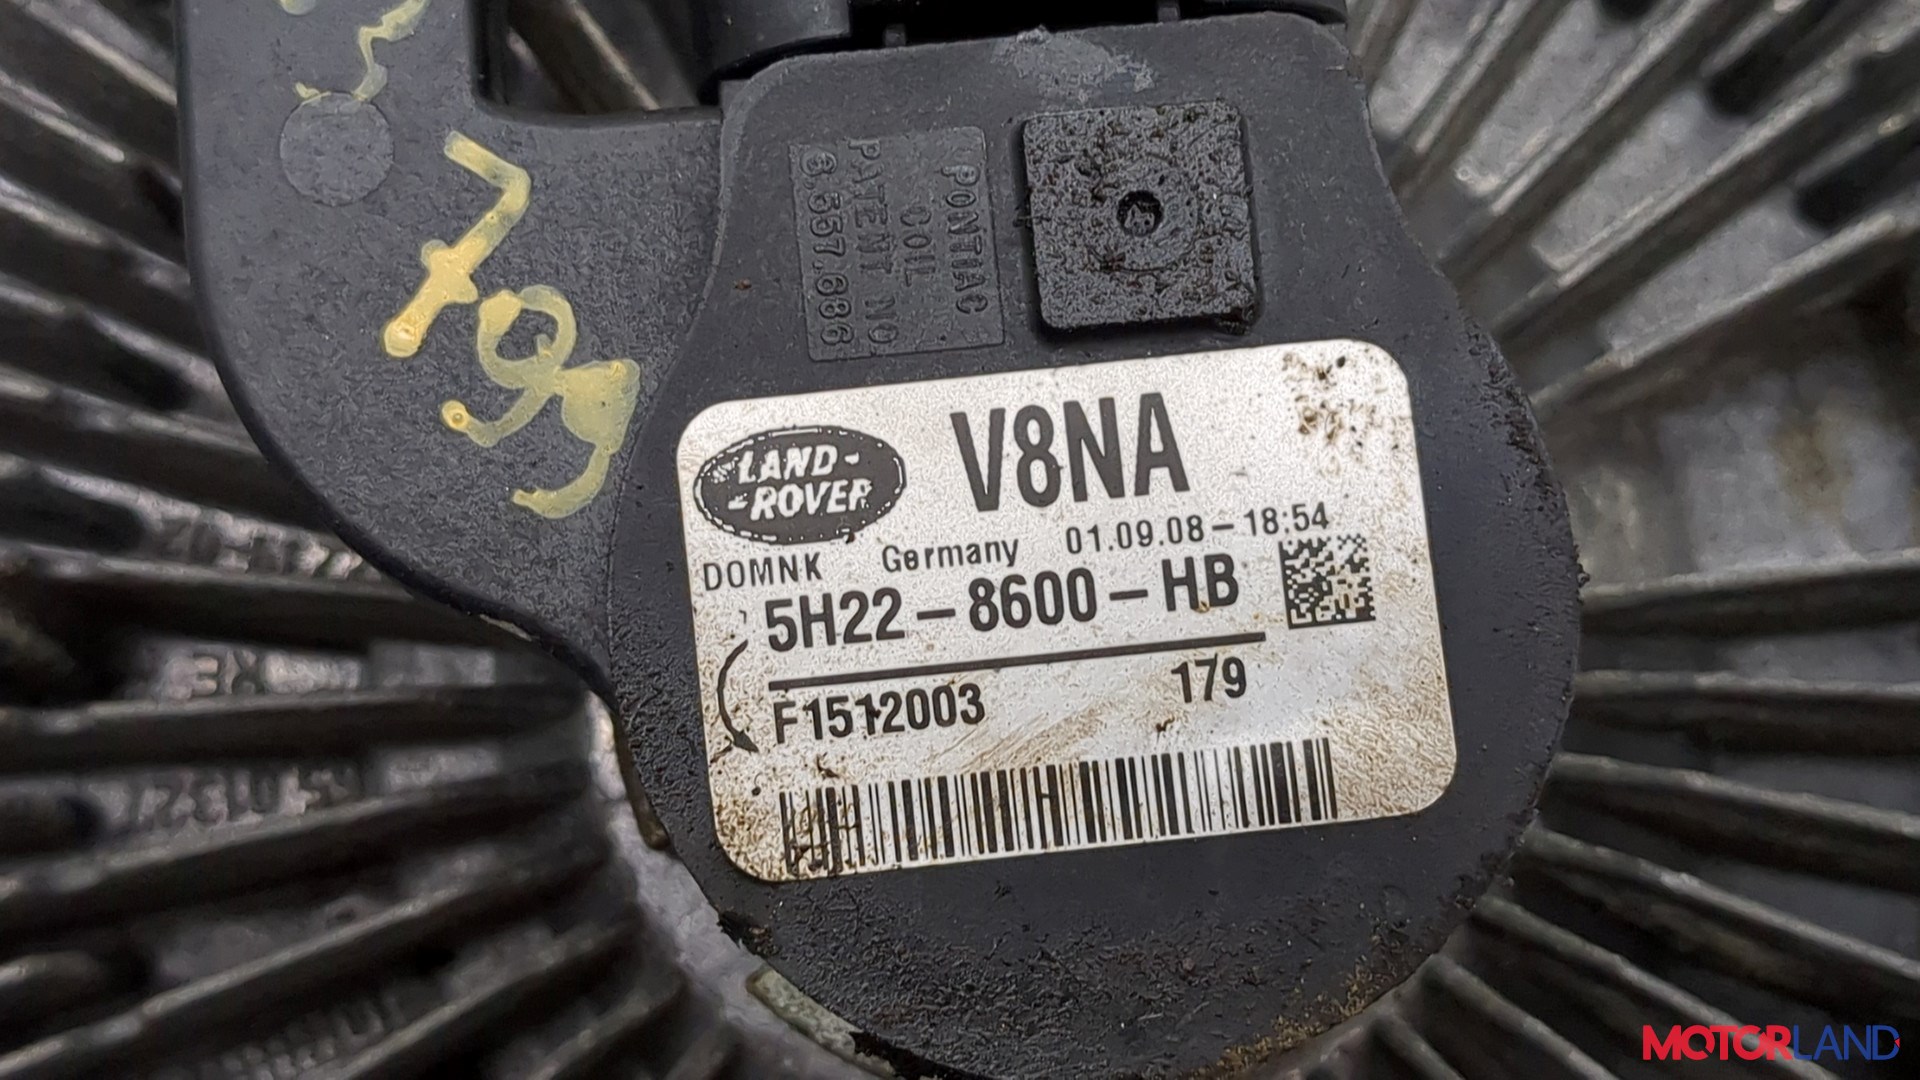 PONTIAC
COIL
PATENT NO.
6,557,686
799
LAND-
-ROVER
V8NA
DOMNK Germany 01.09.08-18:54
5H22-8600-HB
F1512003 179
MOTORLAND